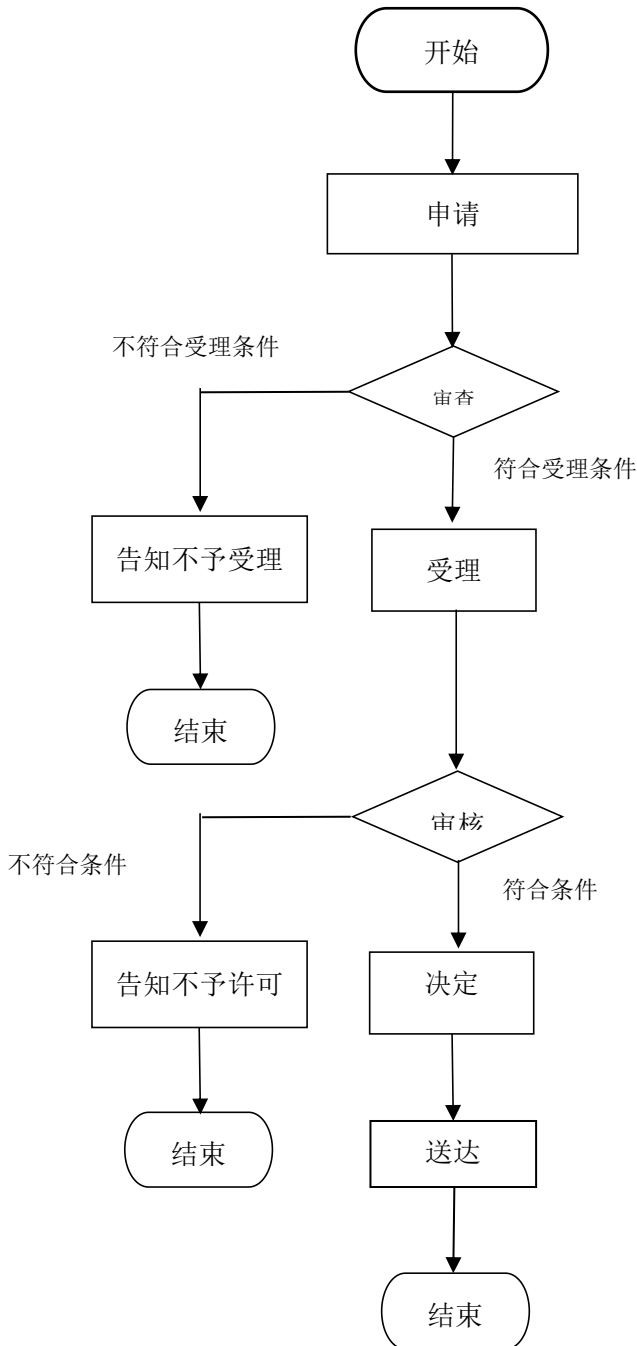 开始
申请
不符合受理条件
审查
符合受理条件
告知不予受理
受理
结束
审核
不符合条件
符合条件
告知不予许可
决定
结束
送达
结束